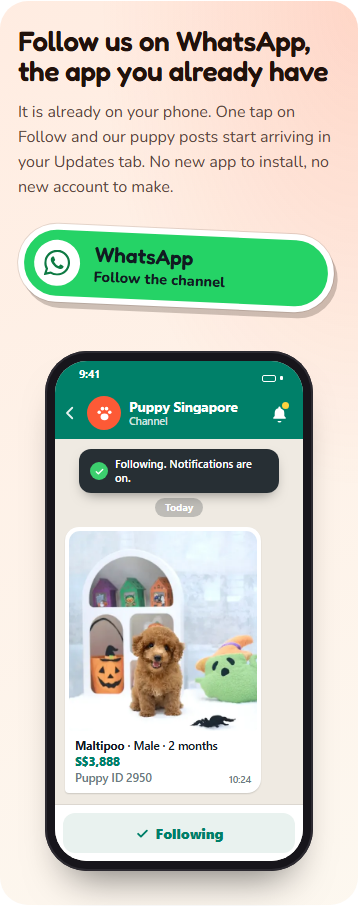 Follow us on WhatsApp,
the app you already have
It is already on your phone. One tap on
Follow and our puppy posts start arriving in
your Updates tab. No new app to install, no
new account to make.
WhatsApp
Follow the channel
9:41
Puppy Singapore
Channel
Following. Notifications are
on.
Today
Maltipoo · Male · 2 months
S$3,888
Puppy ID 2950
10:24
Following